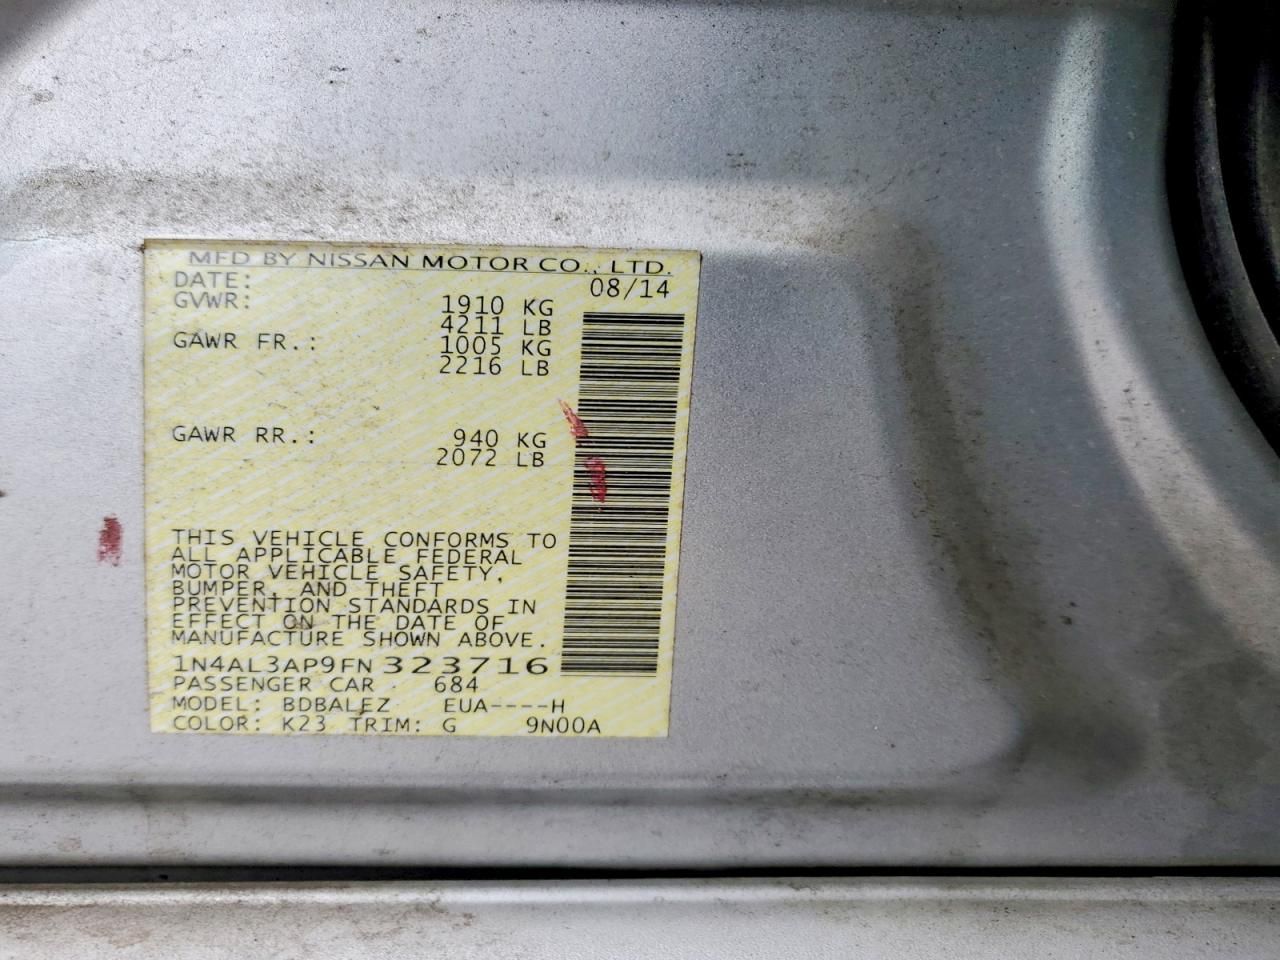 MFD BY NISSAN MOTOR CO., LTD.
DATE: 08/14
GVWR: 1910 KG
4211 LB
GAWR FR.: 1005 KG
2216 LB
GAWR RR.: 940 KG
2072 LB
THIS VEHICLE CONFORMS TO
ALL APPLICABLE FEDERAL
MOTOR VEHICLE SAFETY,
BUMPER, AND THEFT
PREVENTION STANDARDS IN
EFFECT ON THE DATE OF
MANUFACTURE SHOWN ABOVE.
1N4AL3AP9FN323716
PASSENGER CAR 684
MODEL: BDBALEZ EUA----H
COLOR: K23 TRIM: G 9N00A